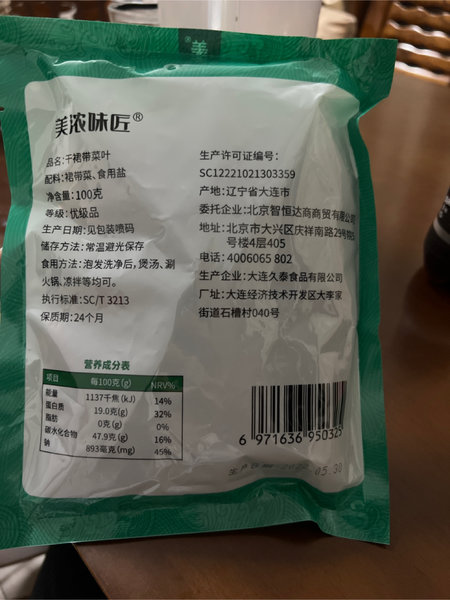 美
美浓味匠®
品名：干裙带菜叶
配料：裙带菜、食用盐
净含量：100克
等级：优级品
生产日期：见包装喷码
储存方法：常温避光保存
食用方法：泡发洗净后，煲汤、涮
火锅、凉拌等均可。
执行标准：SC/T 3213
保质期：24个月
生产许可证编号：
SC12221021303359
产地：辽宁省大连市
委托企业：北京智恒达商商贸有限公司
地址：北京市大兴区庆祥南路29号院5
号楼4层405
电话：4006065 802
生产企业：大连久泰食品有限公司
厂址：大连经济技术开发区大李家
街道石槽村040号
营养成分表
项目 每100克(g) NRV%
能量 1137千焦(kJ) 14%
蛋白质 19.0克(g) 32%
脂肪 0克(g) 0%
碳水化合物 47.9克(g) 16%
钠 893毫克(mg) 45%
6 971636 950325
生产日期 05.30